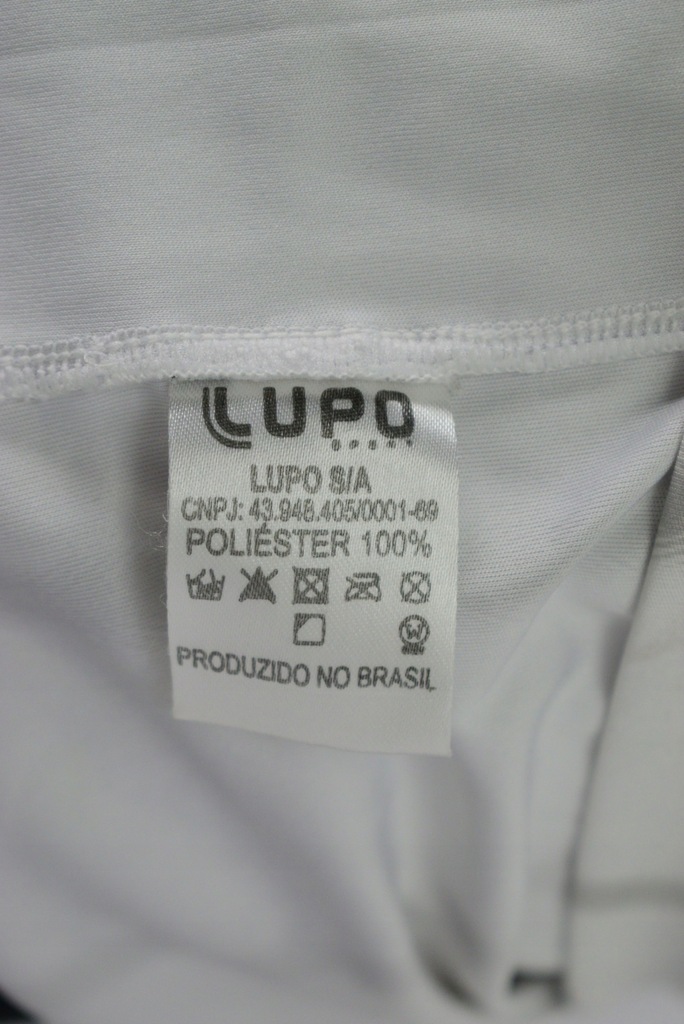 LUPO
LUPO S/A
CNPJ: 43.948.405/0001-69
POLIÉSTER 100%
PRODUZIDO NO BRASIL